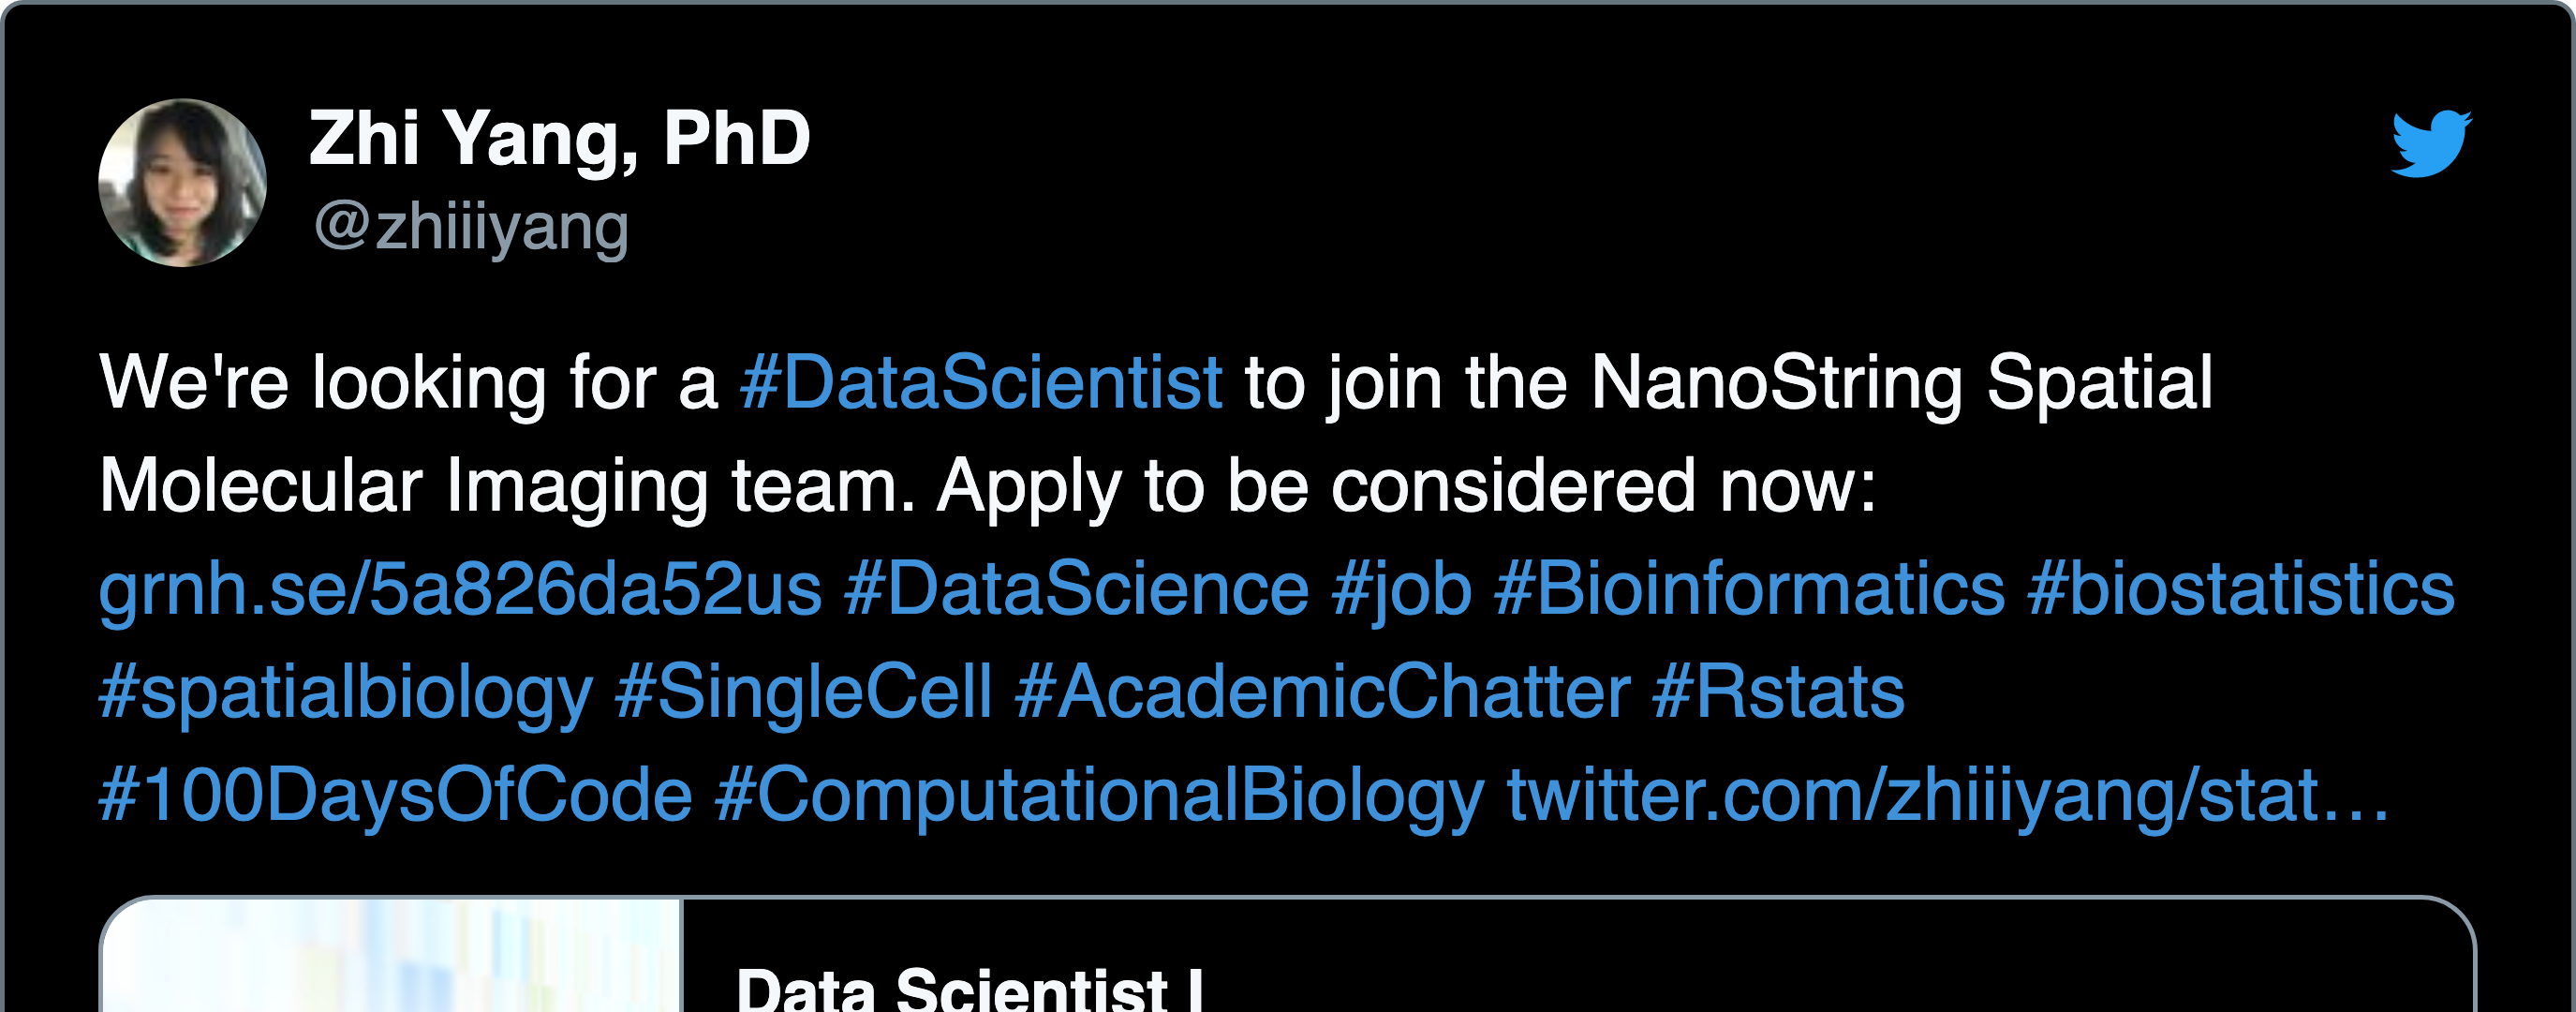 Zhi Yang, PhD
@zhiiiyang
We're looking for a #DataScientist to join the NanoString Spatial
Molecular Imaging team. Apply to be considered now:
grnh.se/5a826da52us #DataScience #job #Bioinformatics #biostatistics
#spatialbiology #SingleCell #AcademicChatter #Rstats
#100DaysOfCode #ComputationalBiology twitter.com/zhiiiyang/stat…
Data Scientist I